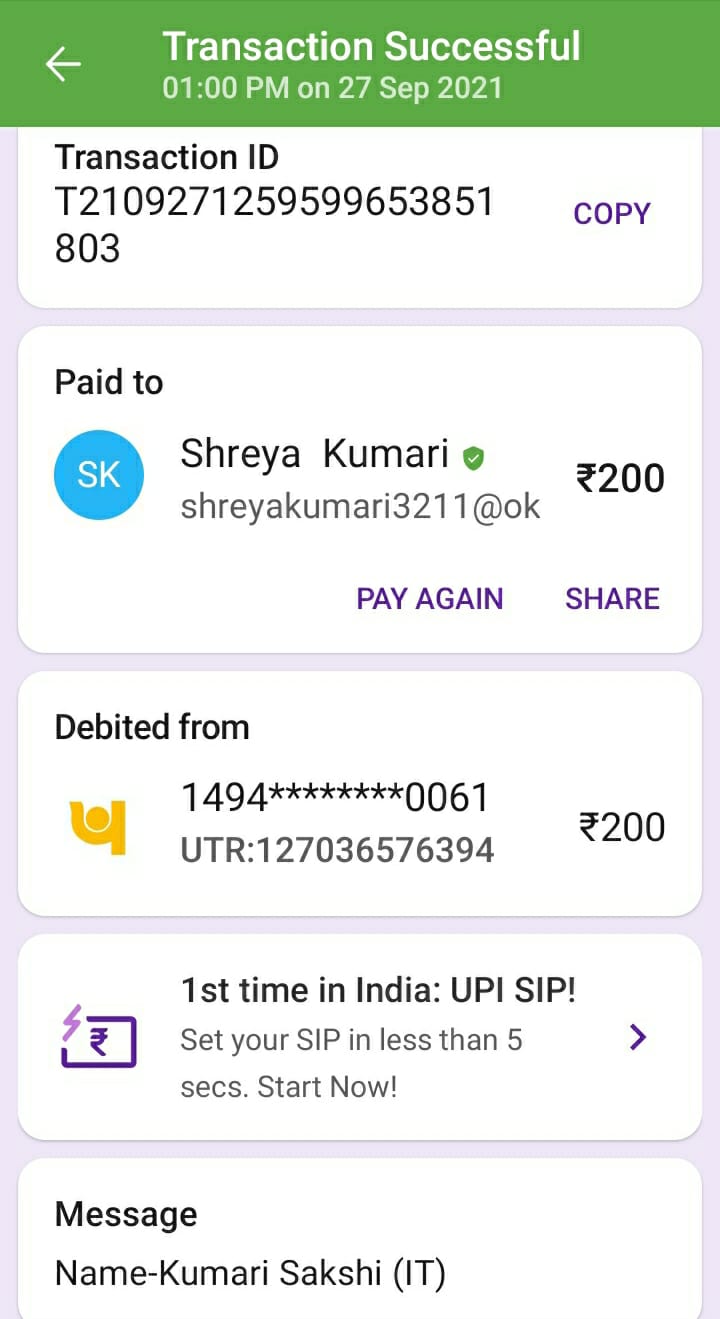 Transaction Successful
01:00 PM on 27 Sep 2021
Transaction ID
T2109271259599653851
803
COPY
Paid to
SK
Shreya  Kumari
shreyakumari3211@ok
₹200
PAY AGAIN
SHARE
Debited from
1494********0061
UTR:127036576394
₹200
1st time in India: UPI SIP!
Set your SIP in less than 5
secs. Start Now!
Message
Name-Kumari Sakshi (IT)